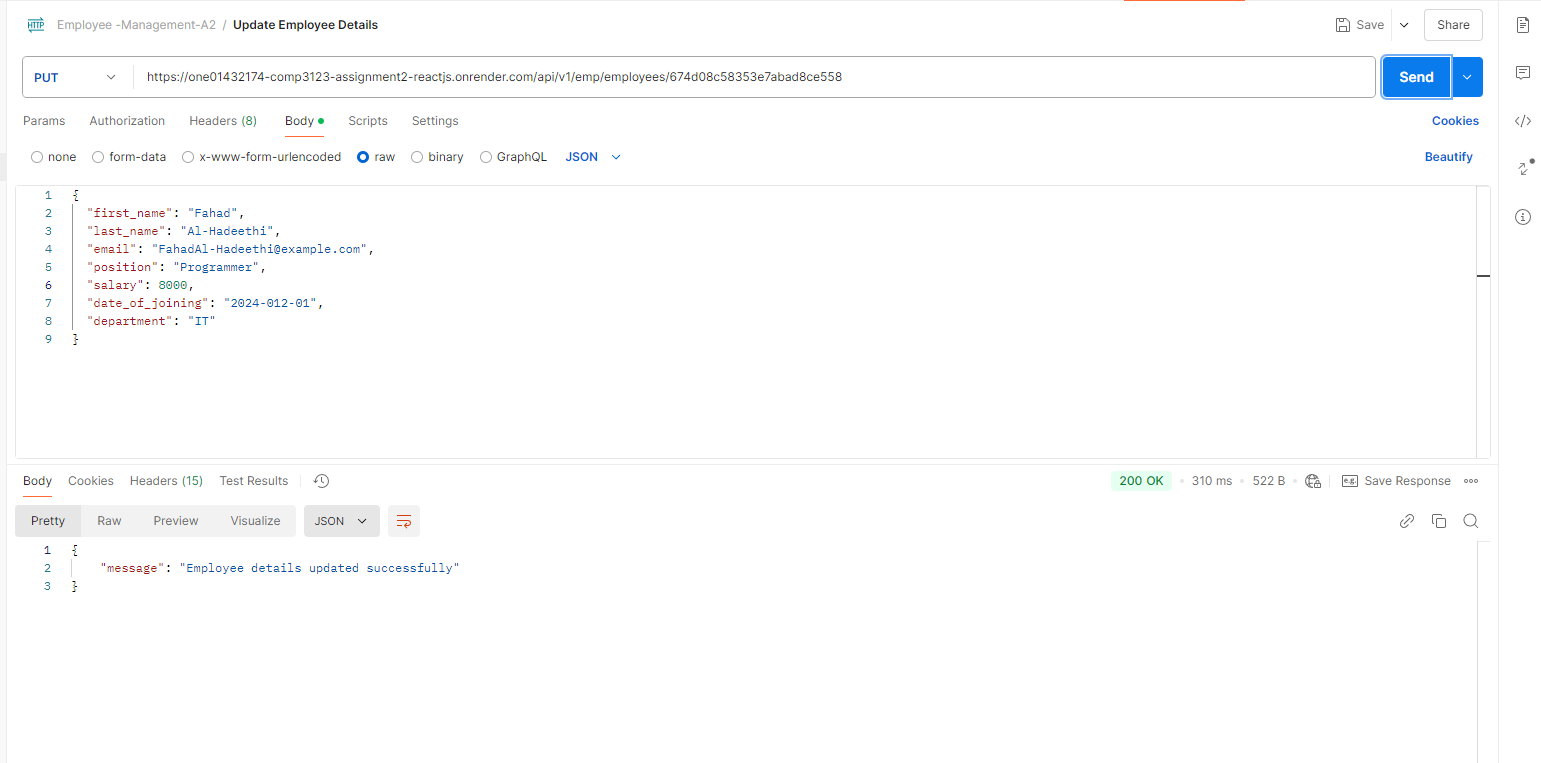 HTTP Employee -Management-A2 / Update Employee Details Save Share
PUT https://one01432174-comp3123-assignment2-reactjs.onrender.com/api/v1/emp/employees/674d08c58353e7abad8ce558 Send
Params Authorization Headers (8) Body Scripts Settings Cookies
none form-data x-www-form-urlencoded raw binary GraphQL JSON Beautify
1 {
2 "first_name": "Fahad",
3 "last_name": "Al-Hadeethi",
4 "email": "FahadAl-Hadeethi@example.com",
5 "position": "Programmer",
6 "salary": 8000,
7 "date_of_joining": "2024-012-01",
8 "department": "IT"
9 }
Body Cookies Headers (15) Test Results 200 OK 310 ms 522 B e.g. Save Response
Pretty Raw Preview Visualize JSON
1 {
2 "message": "Employee details updated successfully"
3 }